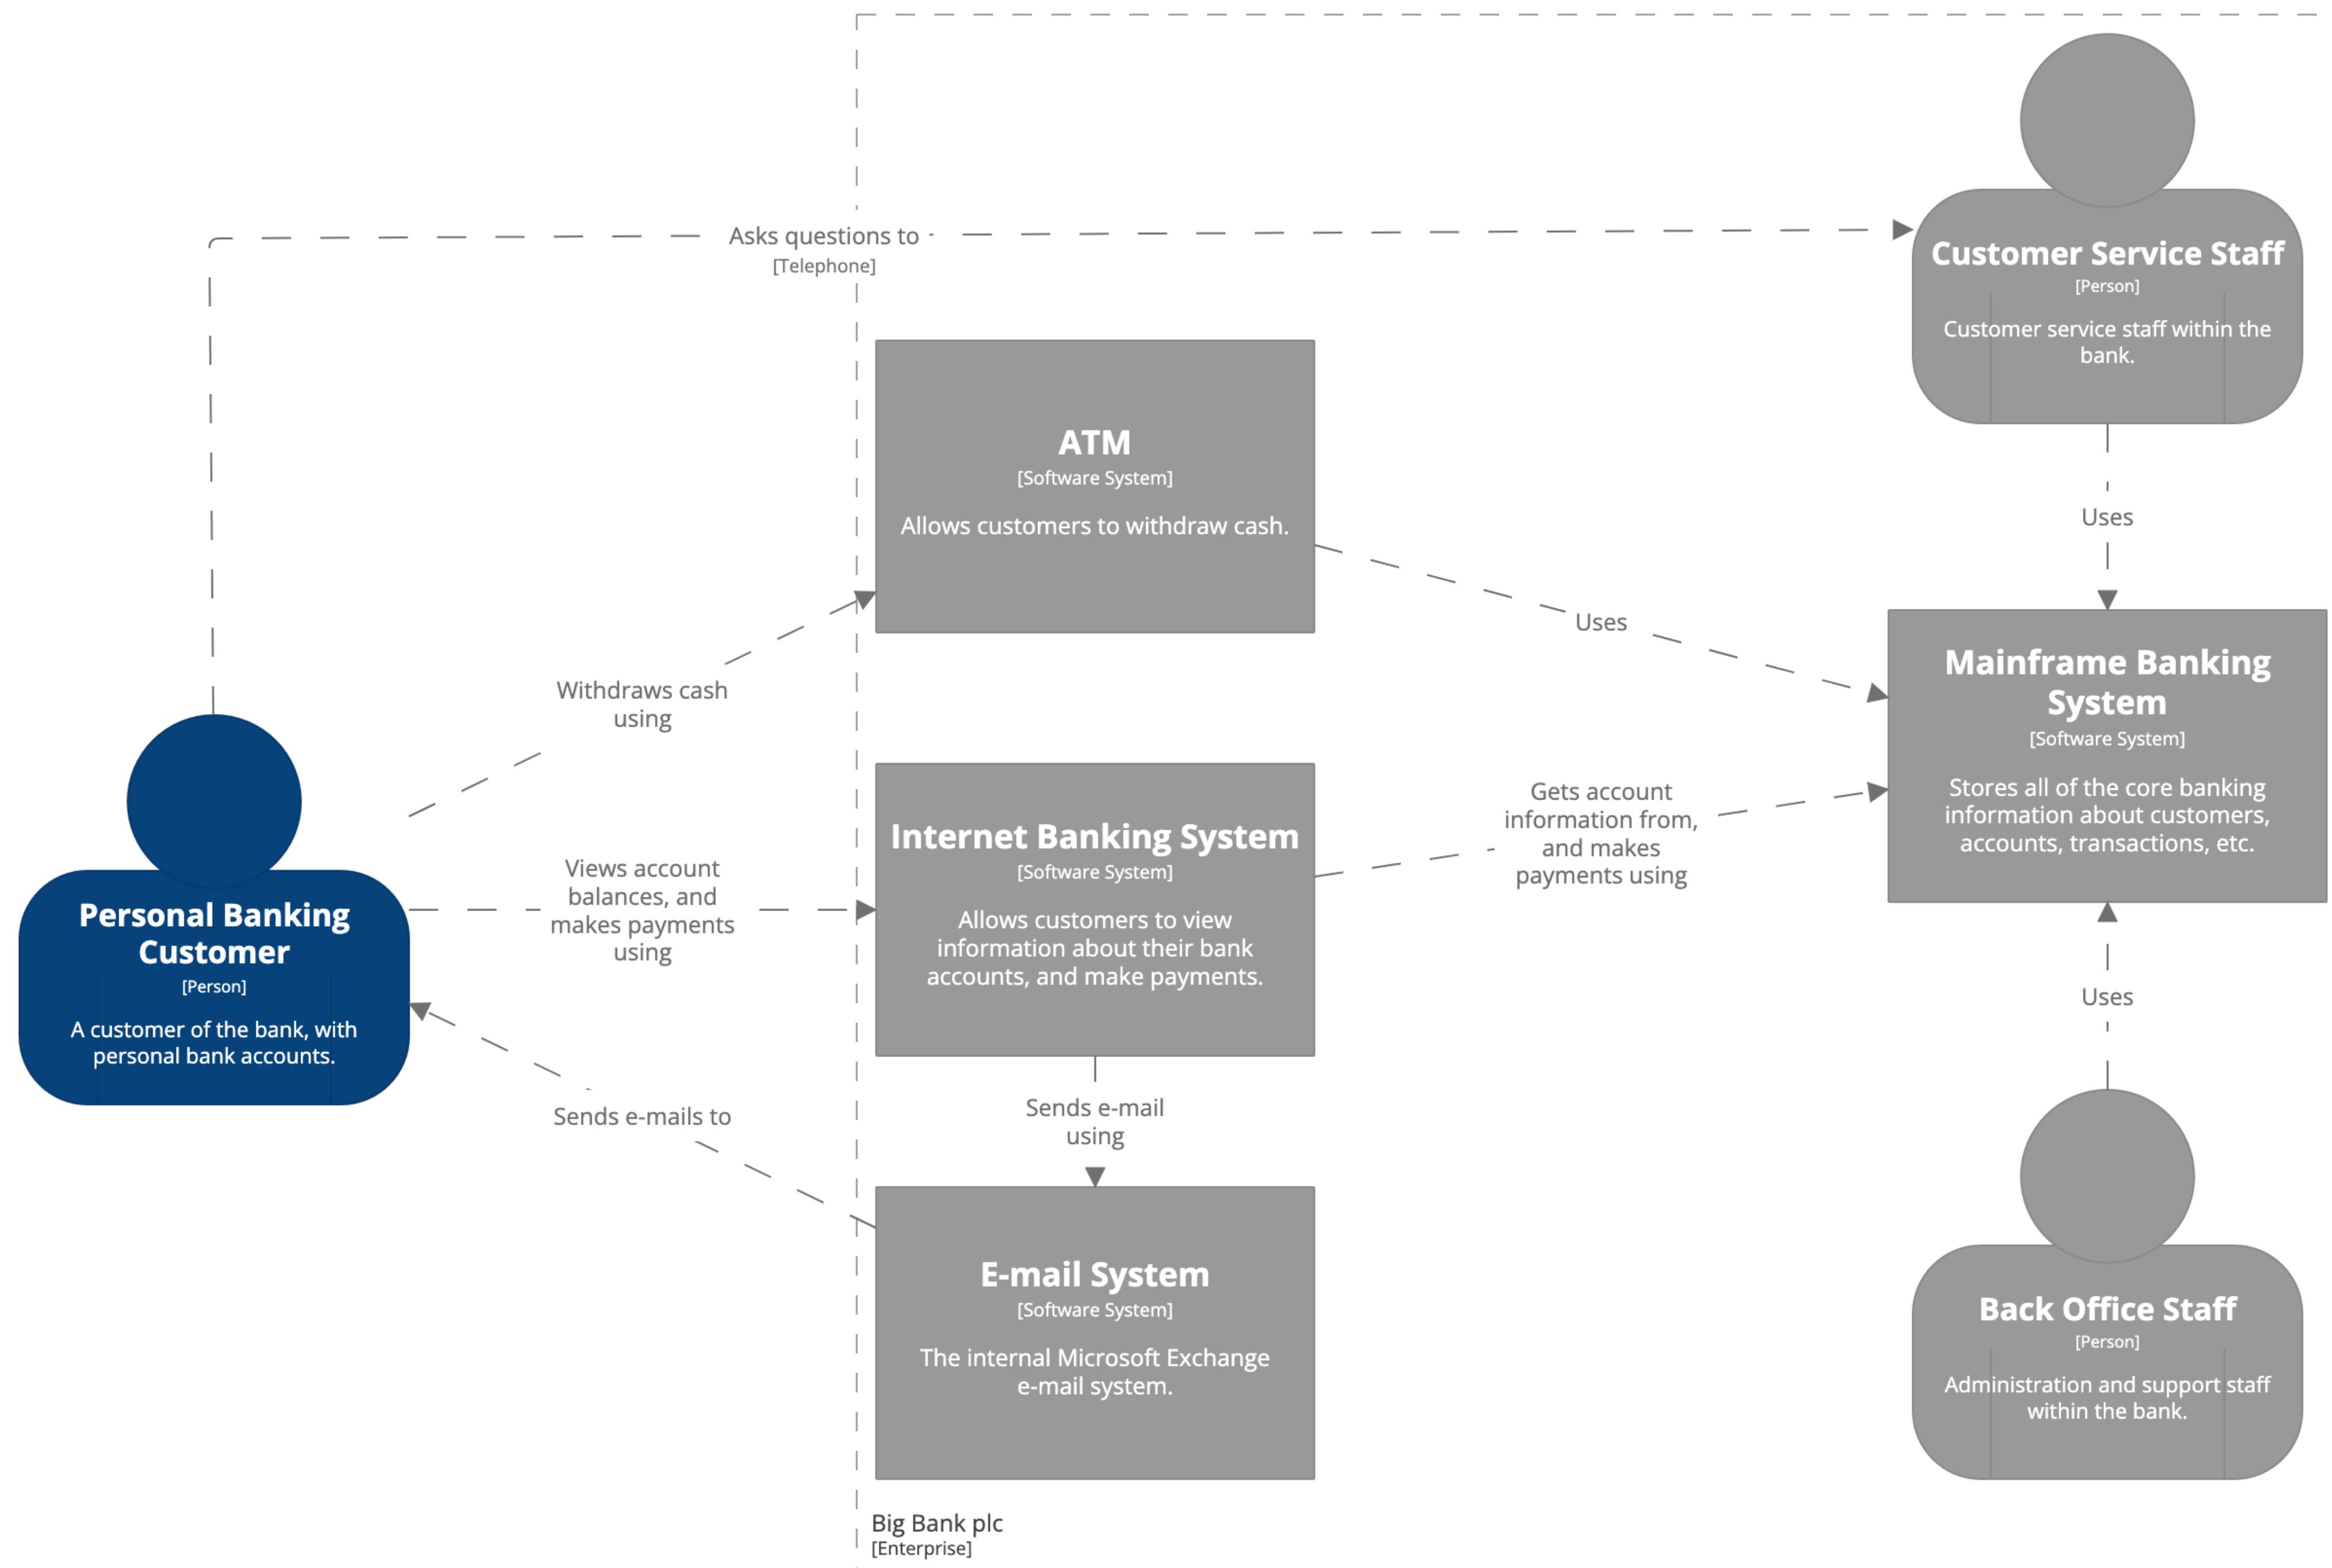 Asks questions to
[Telephone]
Customer Service Staff
[Person]
Customer service staff within the
bank.
ATM
[Software System]
Allows customers to withdraw cash.
Uses
Uses
Withdraws cash
using
Mainframe Banking
System
[Software System]
Stores all of the core banking
information about customers,
accounts, transactions, etc.
Personal Banking
Customer
[Person]
A customer of the bank, with
personal bank accounts.
Views account
balances, and
makes payments
using
Internet Banking System
[Software System]
Allows customers to view
information about their bank
accounts, and make payments.
Gets account
information from,
and makes
payments using
Uses
Sends e-mails to
Sends e-mail
using
E-mail System
[Software System]
The internal Microsoft Exchange
e-mail system.
Back Office Staff
[Person]
Administration and support staff
within the bank.
Big Bank plc
[Enterprise]